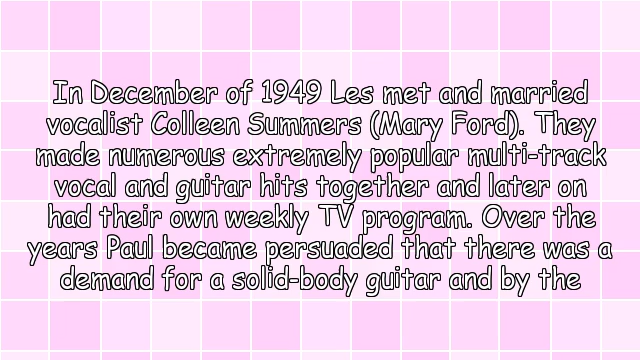 In December of 1949 Les met and married
vocalist Colleen Summers (Mary Ford). They
made numerous extremely popular multi-track
vocal and guitar hits together and later on
had their own weekly TV program. Over the
years Paul became persuaded that there was a
demand for a solid-body guitar and by the